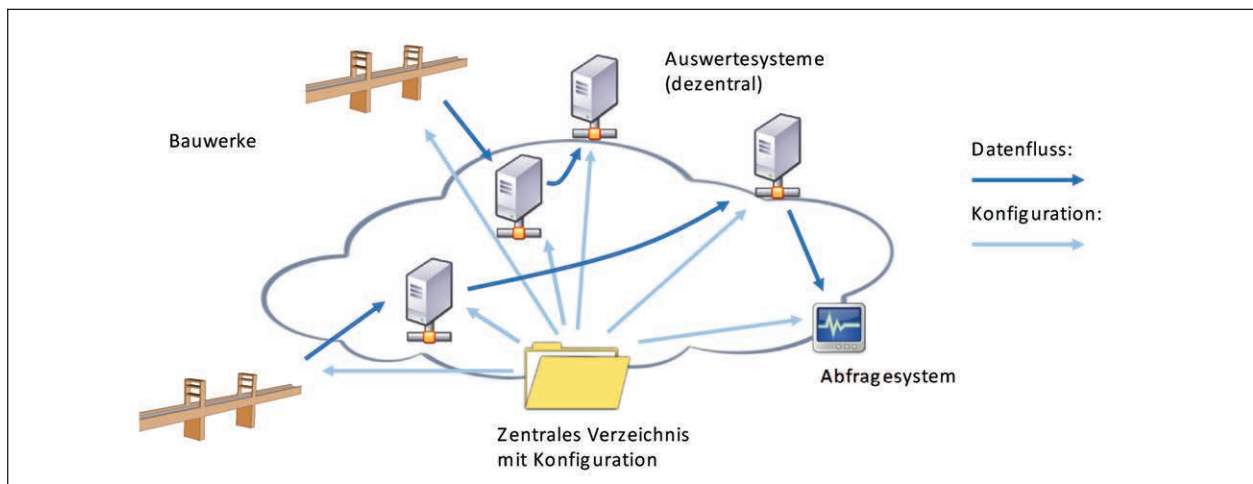 Auswertesysteme
(dezentral)
Bauwerke
Datenfluss:
Konfiguration:
Abfragesystem
Zentrales Verzeichnis
mit Konfiguration